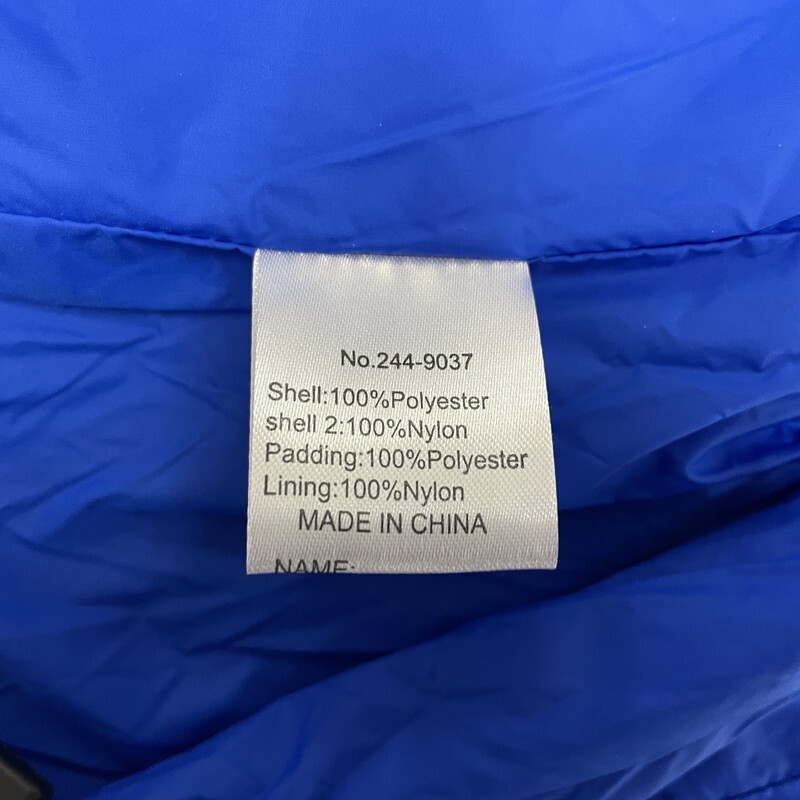 No.244-9037
Shell:100%Polyester
shell 2:100%Nylon
Padding:100%Polyester
Lining:100%Nylon
MADE IN CHINA
NAME: